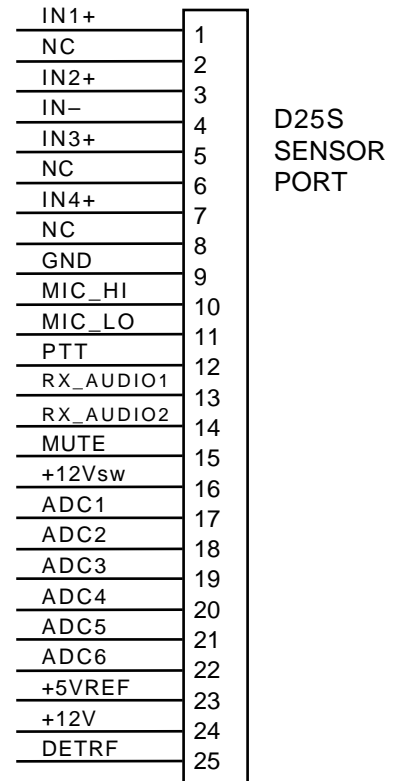 IN1+ 1
NC 2
IN2+ 3
IN– 4
IN3+ 5
NC 6
IN4+ 7
NC 8
GND 9
MIC_HI 10
MIC_LO 11
PTT 12
RX_AUDIO1 13
RX_AUDIO2 14
MUTE 15
+12Vsw 16
ADC1 17
ADC2 18
ADC3 19
ADC4 20
ADC5 21
ADC6 22
+5VREF 23
+12V 24
DETRF 25
D25S
SENSOR
PORT